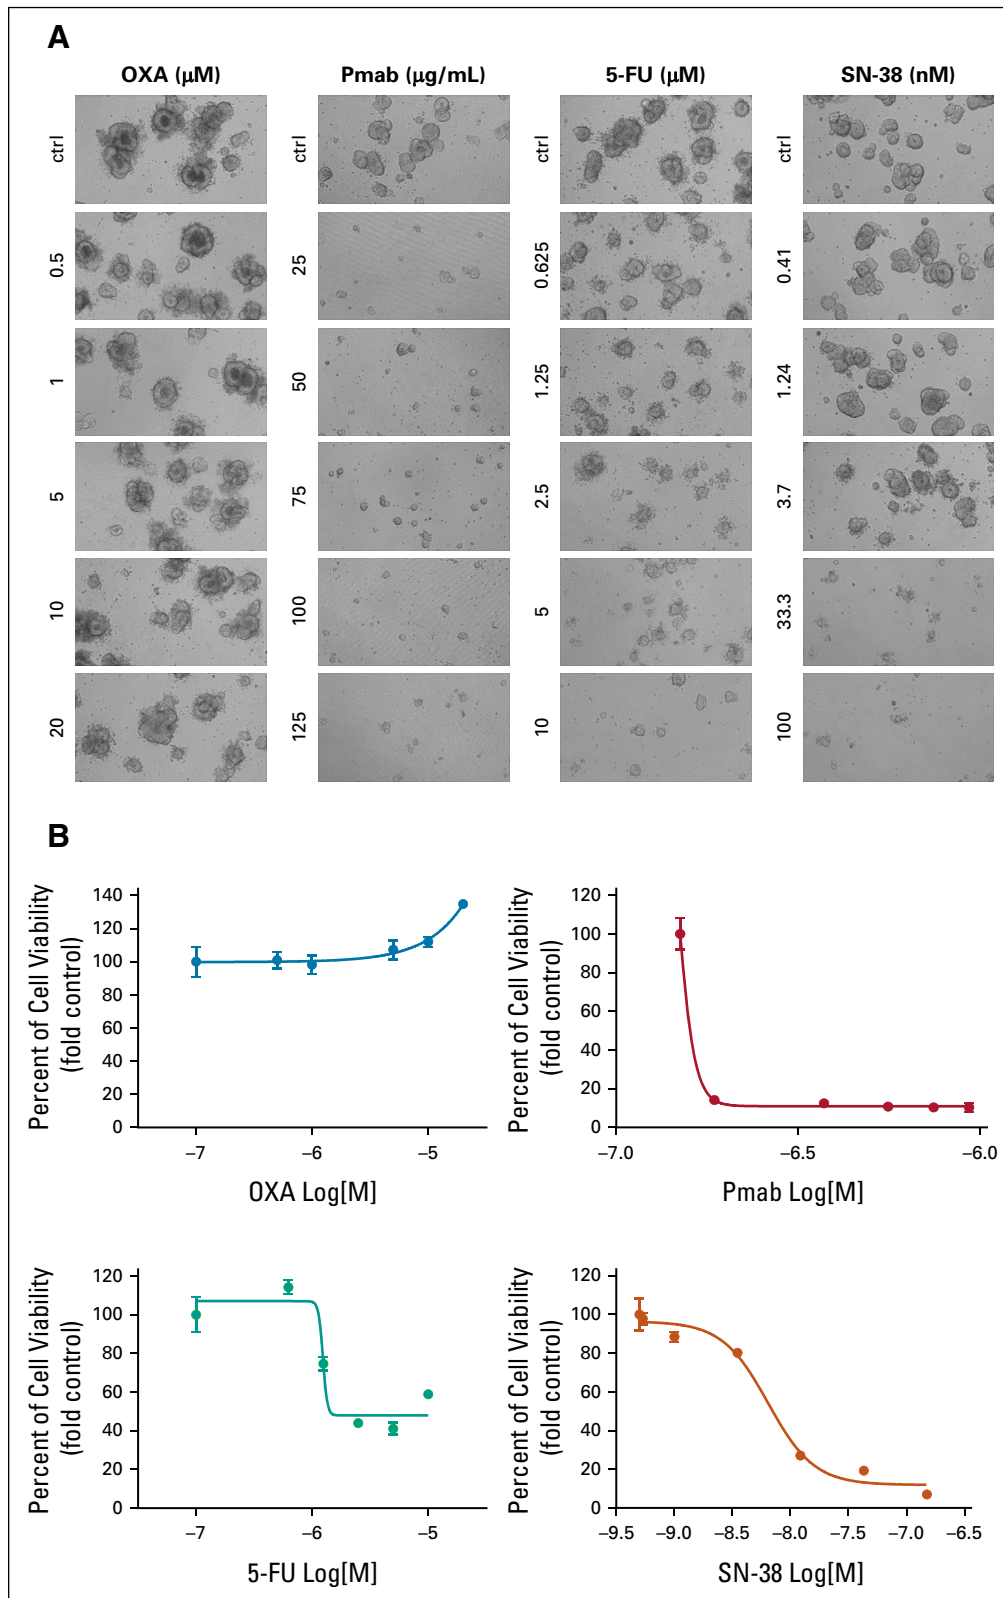 A
OXA (μM)
Pmab (μg/mL)
5-FU (μM)
SN-38 (nM)
ctrl
ctrl
ctrl
ctrl
0.5
25
0.625
0.41
1
50
1.25
1.24
5
75
2.5
3.7
10
100
5
33.3
20
125
10
100
B
Percent of Cell Viability
(fold control)
140
120
100
80
60
40
20
0
–7
–6
–5
OXA Log[M]
Percent of Cell Viability
(fold control)
120
100
80
60
40
20
0
–7.0
–6.5
–6.0
Pmab Log[M]
Percent of Cell Viability
(fold control)
120
100
80
60
40
20
0
–7
–6
–5
5-FU Log[M]
Percent of Cell Viability
(fold control)
120
100
80
60
40
20
0
–9.5
–9.0
–8.5
–8.0
–7.5
–7.0
–6.5
SN-38 Log[M]